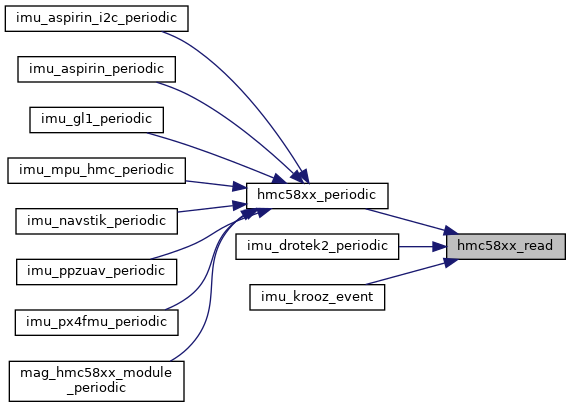 imu_aspirin_i2c_periodic
imu_aspirin_periodic
imu_gl1_periodic
imu_mpu_hmc_periodic
hmc58xx_periodic
imu_navstik_periodic
imu_drotek2_periodic
hmc58xx_read
imu_ppzuav_periodic
imu_krooz_event
imu_px4fmu_periodic
mag_hmc58xx_module
_periodic